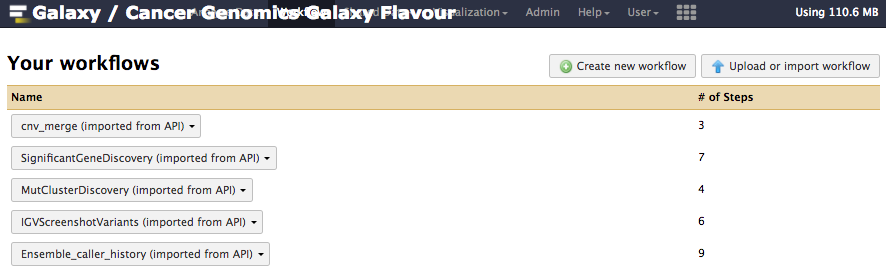 Galaxy / Cancer Genomics Galaxy Flavour Visualization Admin Help User Using 110.6 MB
Your workflows Create new workflow Upload or import workflow
Name # of Steps
cnv_merge (imported from API) 3
SignificantGeneDiscovery (imported from API) 7
MutClusterDiscovery (imported from API) 4
IGVScreenshotVariants (imported from API) 6
Ensemble_caller_history (imported from API) 9